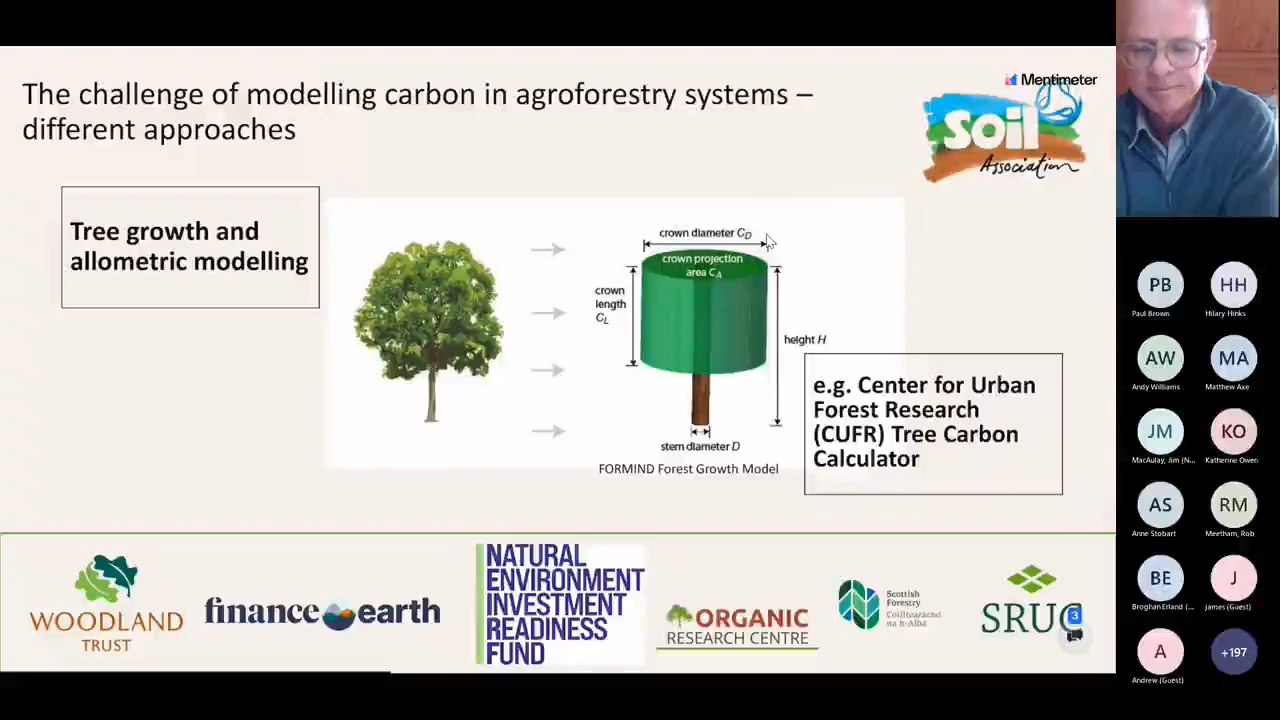 The challenge of modelling carbon in agroforestry systems –
different approaches
Mentimeter
Soil
Association
Tree growth and
allometric modelling
crown diameter C_D
crown projection
area C_A
crown
length
C_L
height H
stem diameter D
FORMIND Forest Growth Model
e.g. Center for Urban
Forest Research
(CUFR) Tree Carbon
Calculator
WOODLAND
TRUST
finance earth
NATURAL
ENVIRONMENT
INVESTMENT
READINESS
FUND
ORGANIC
RESEARCH CENTRE
Scottish
Forestry
Coilltearachd
na h-Alba
SRUC
3
PB
Paul Brown
HH
Hilary Hinks
AW
Andy Williams
MA
Matthew Axe
JM
MacAulay, Jim (N...
KO
Katherine Owen
AS
Anne Stobart
RM
Meetham, Rob
BE
Broghan Erland (...
J
james (Guest)
A
Andrew (Guest)
+197